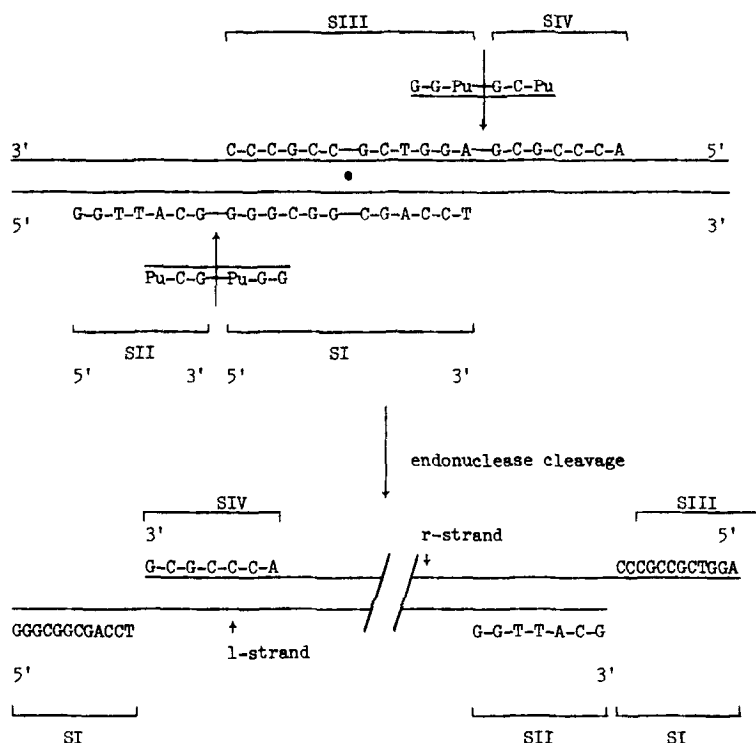 SIII SIV
G-G-Pu-G-C-Pu
3' C-C-C-G-C-C-G-C-T-G-G-A-G-C-G-C-C-C-A 5'
5' G-G-T-T-A-C-G-G-G-G-C-G-G-C-G-A-C-C-T 3'
Pu-C-G-Pu-G-G
SII SI
5' 3' 5' 3'
endonuclease cleavage
SIV SIII
3' r-strand 5'
G-C-G-C-C-C-A CCCGCCGCTGGA
GGGCGGCGACCT l-strand G-G-T-T-A-C-G
5' 3'
SI SII SI